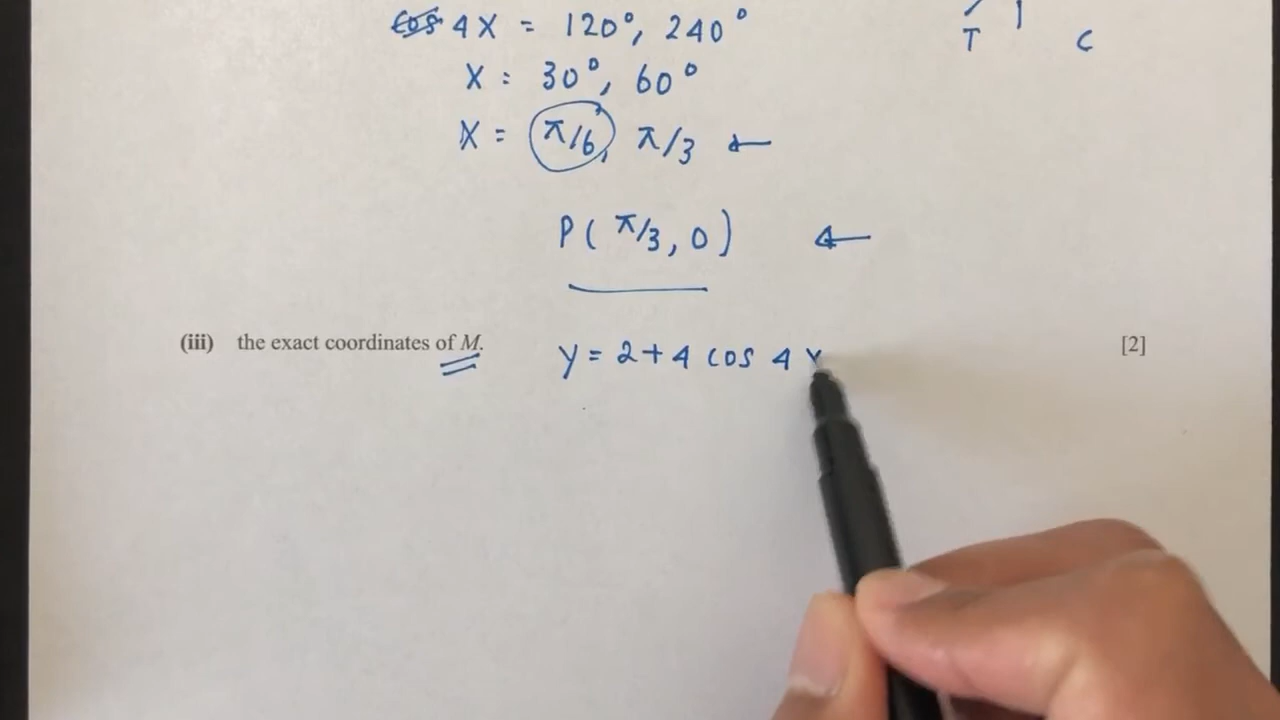 cos 4X = 120°, 240°
T C
X = 30°, 60°
X = π/6, π/3 ←
P(π/3, 0) ←
(iii) the exact coordinates of M. y = 2 + 4 cos 4x [2]